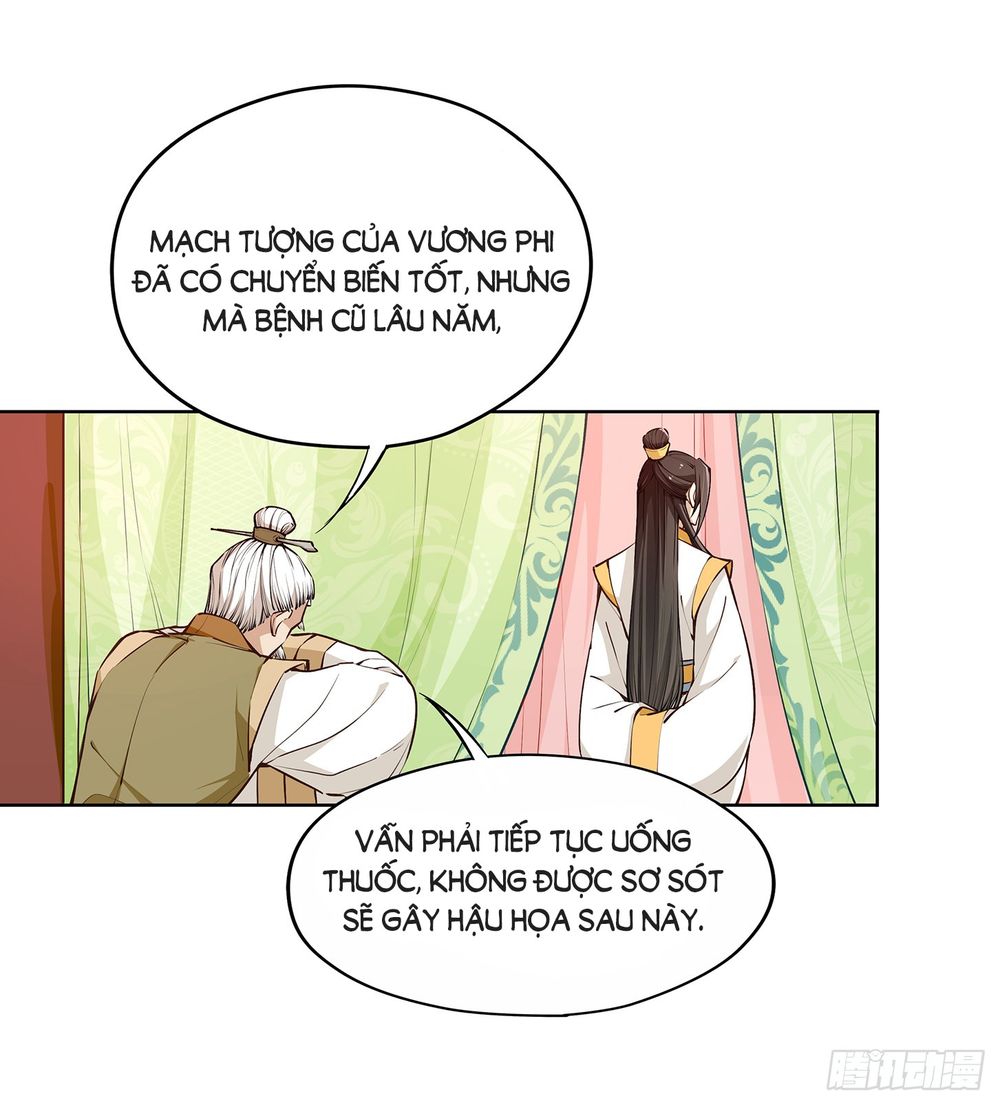 MẠCH TƯỢNG CỦA VƯƠNG PHI
ĐÃ CÓ CHUYỂN BIẾN TỐT, NHƯNG
MÀ BỆNH CŨ LÂU NĂM,
VẪN PHẢI TIẾP TỤC UỐNG
THUỐC, KHÔNG ĐƯỢC SƠ SÓT
SẼ GÂY HẬU HỌA SAU NÀY.
腾讯动漫